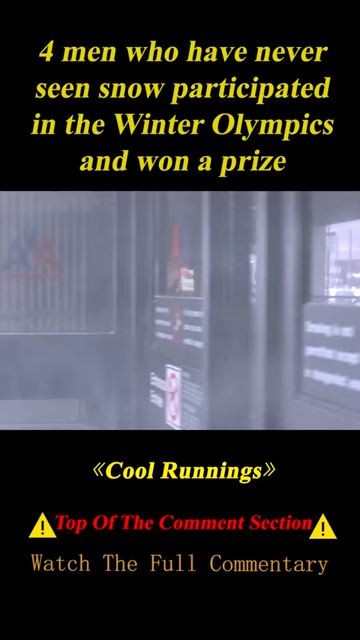 4 men who have never
seen snow participated
in the Winter Olympics
and won a prize
《Cool Runnings》
Top Of The Comment Section
Watch The Full Commentary